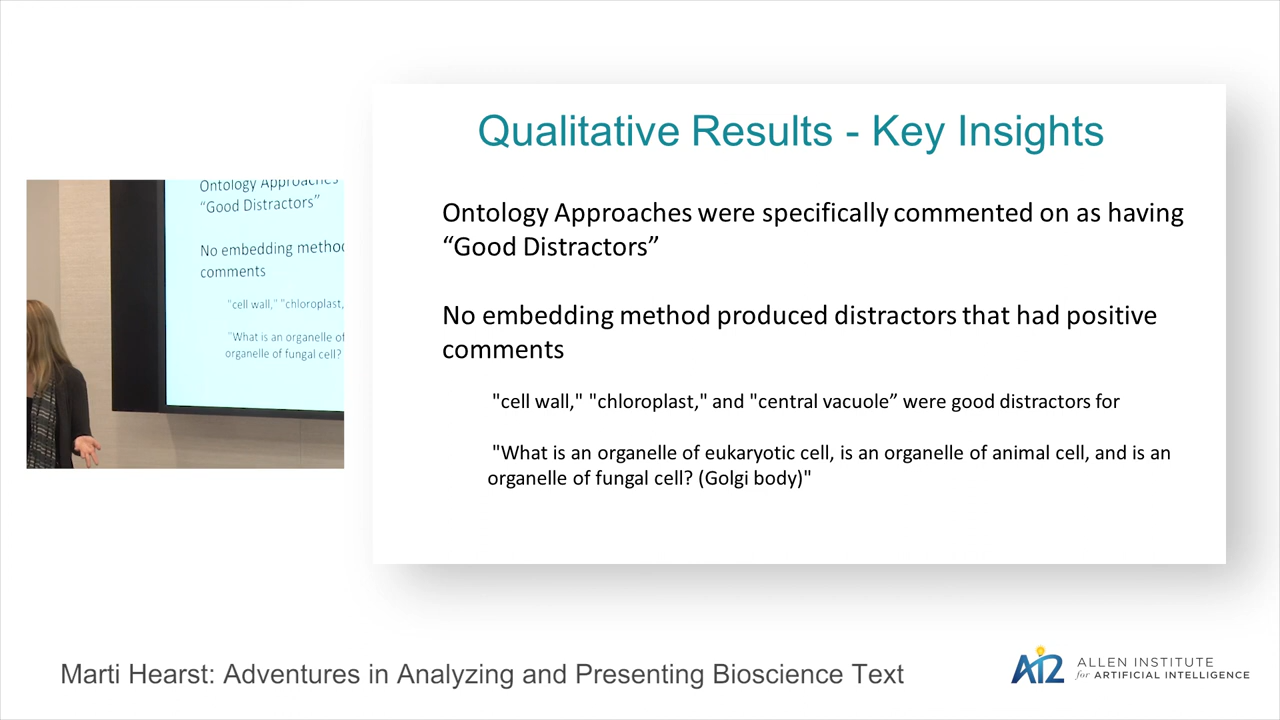 Qualitative Results - Key Insights
Ontology Approaches were specifically commented on as having
“Good Distractors”
No embedding method produced distractors that had positive
comments
"cell wall," "chloroplast," and "central vacuole” were good distractors for
"What is an organelle of eukaryotic cell, is an organelle of animal cell, and is an
organelle of fungal cell? (Golgi body)"
Ontology Approaches
“Good Distractors”
No embedding metho
comments
"cell wall," "chloroplast,
"What is an organelle of
organelle of fungal cell?
Marti Hearst: Adventures in Analyzing and Presenting Bioscience Text
AI2
ALLEN INSTITUTE
for ARTIFICIAL INTELLIGENCE